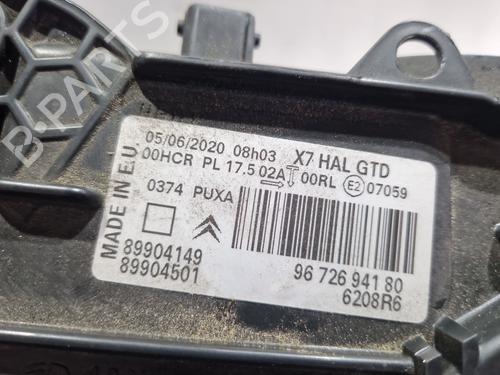 05/06/2020 08h03 X7 HAL GTD
00HCR PL 17.5 02A 00RL E2 07059
0374 PUXA
MADE IN E.U.
89904149
89904501
96 726 941 80
6208R6
B-PARTS